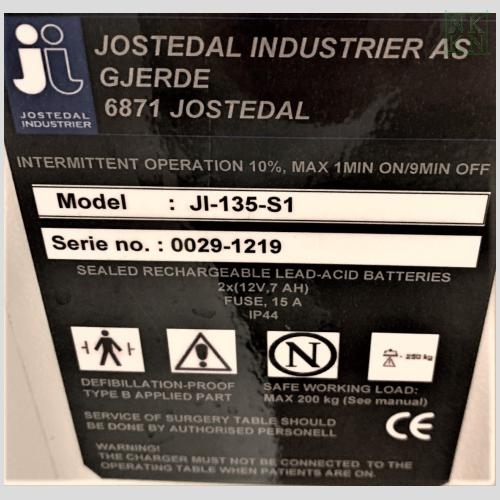 JOSTEDAL INDUSTRIER AS
GJERDE
6871 JOSTEDAL
JOSTEDAL
INDUSTRIER
INTERMITTENT OPERATION 10%, MAX 1MIN ON/9MIN OFF
Model : JI-135-S1
Serie no. : 0029-1219
SEALED RECHARGEABLE LEAD-ACID BATTERIES
2x(12V,7 AH)
FUSE, 15 A
IP44
N
250 kg
DEFIBILLATION-PROOF
TYPE B APPLIED PART
SAFE WORKING LOAD:
MAX 200 kg (See manual)
SERVICE OF SURGERY TABLE SHOULD
BE DONE BY AUTHORISED PERSONELL
CE
WARNING!
THE CHARGER MUST NOT BE CONNECTED TO THE
OPERATING TABLE WHEN PATIENTS ARE ON.